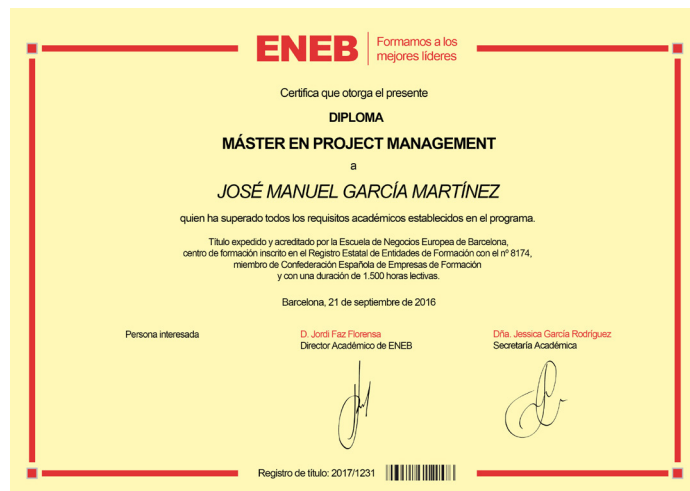 ENEB
Formamos a los
mejores líderes
Certifica que otorga el presente
DIPLOMA
MÁSTER EN PROJECT MANAGEMENT
a
JOSÉ MANUEL GARCÍA MARTÍNEZ
quien ha superado todos los requisitos académicos establecidos en el programa.
Título expedido y acreditado por la Escuela de Negocios Europea de Barcelona,
centro de formación inscrito en el Registro Estatal de Entidades de Formación con el nº 8174,
miembro de Confederación Española de Empresas de Formación
y con una duración de 1.500 horas lectivas.
Barcelona, 21 de septiembre de 2016
Persona interesada
D. Jordi Faz Florensa
Director Académico de ENEB
Dña. Jessica García Rodríguez
Secretaría Académica
Registro de título: 2017/1231